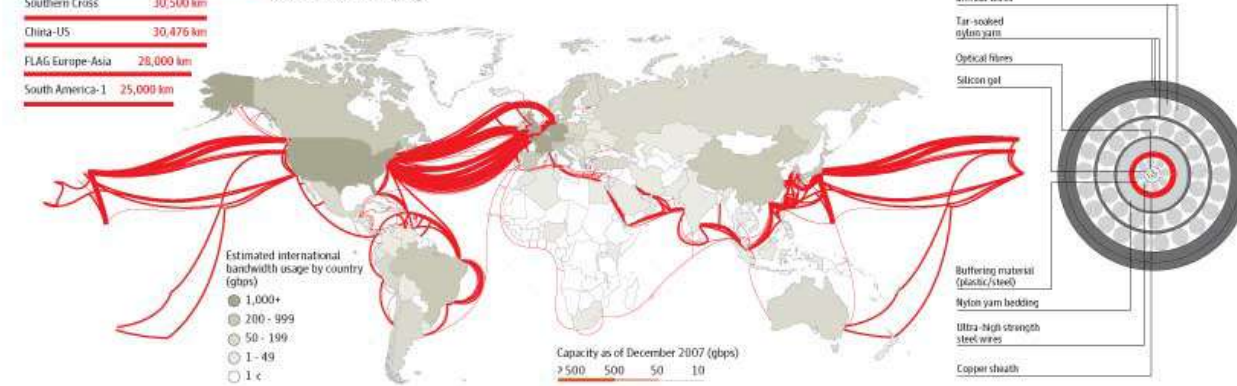 Southern Cross 30,500 km
China-US 30,476 km
FLAG Europe-Asia 28,000 km
South America-1 25,000 km
Estimated international
bandwidth usage by country
(gbps)
1,000+
200 - 999
50 - 199
1 - 49
1 <
Capacity as of December 2007 (gbps)
>500 500 50 10
Tar-soaked
nylon yarn
Optical fibres
Silicon gel
Buffering material
(plastic/steel)
Nylon yarn bedding
Ultra-high strength
steel wires
Copper sheath